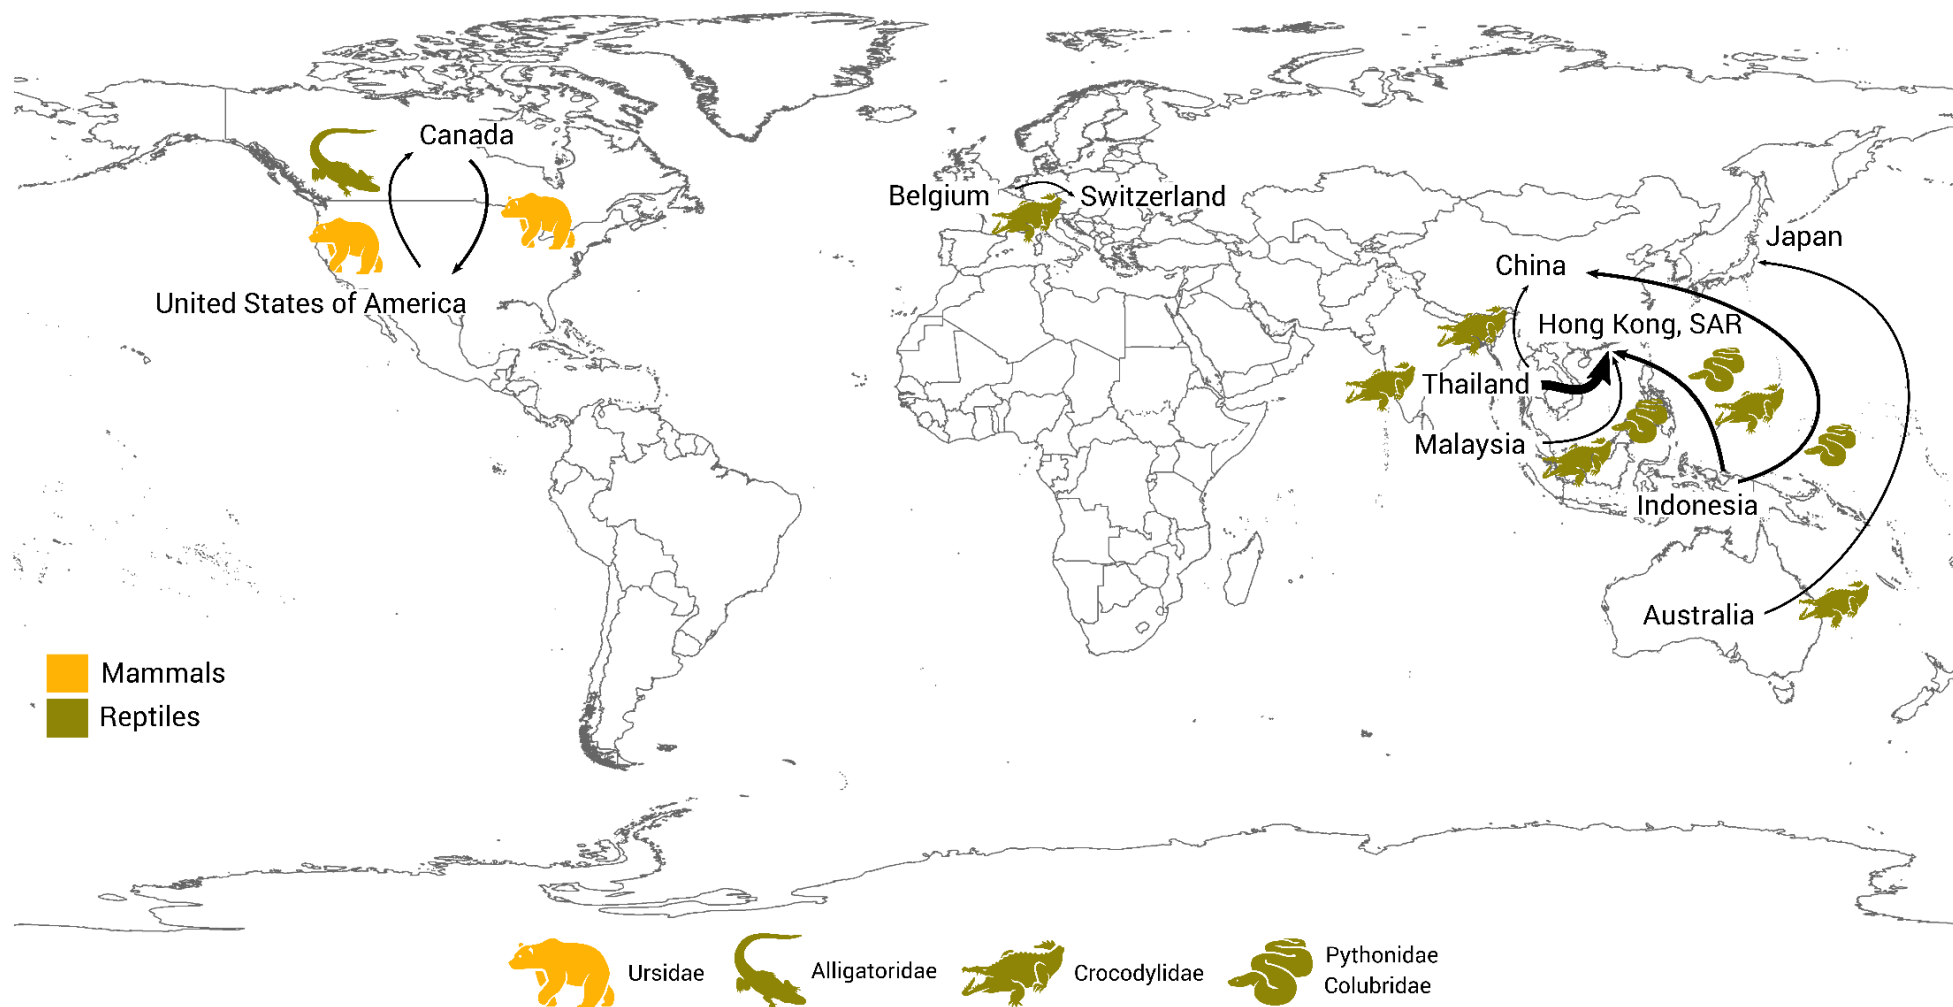 Canada
Belgium
Switzerland
Japan
China
United States of America
Hong Kong, SAR
Thailand
Malaysia
Indonesia
Australia
Mammals
Reptiles
Ursidae
Alligatoridae
Crocodylidae
Pythonidae
Colubridae